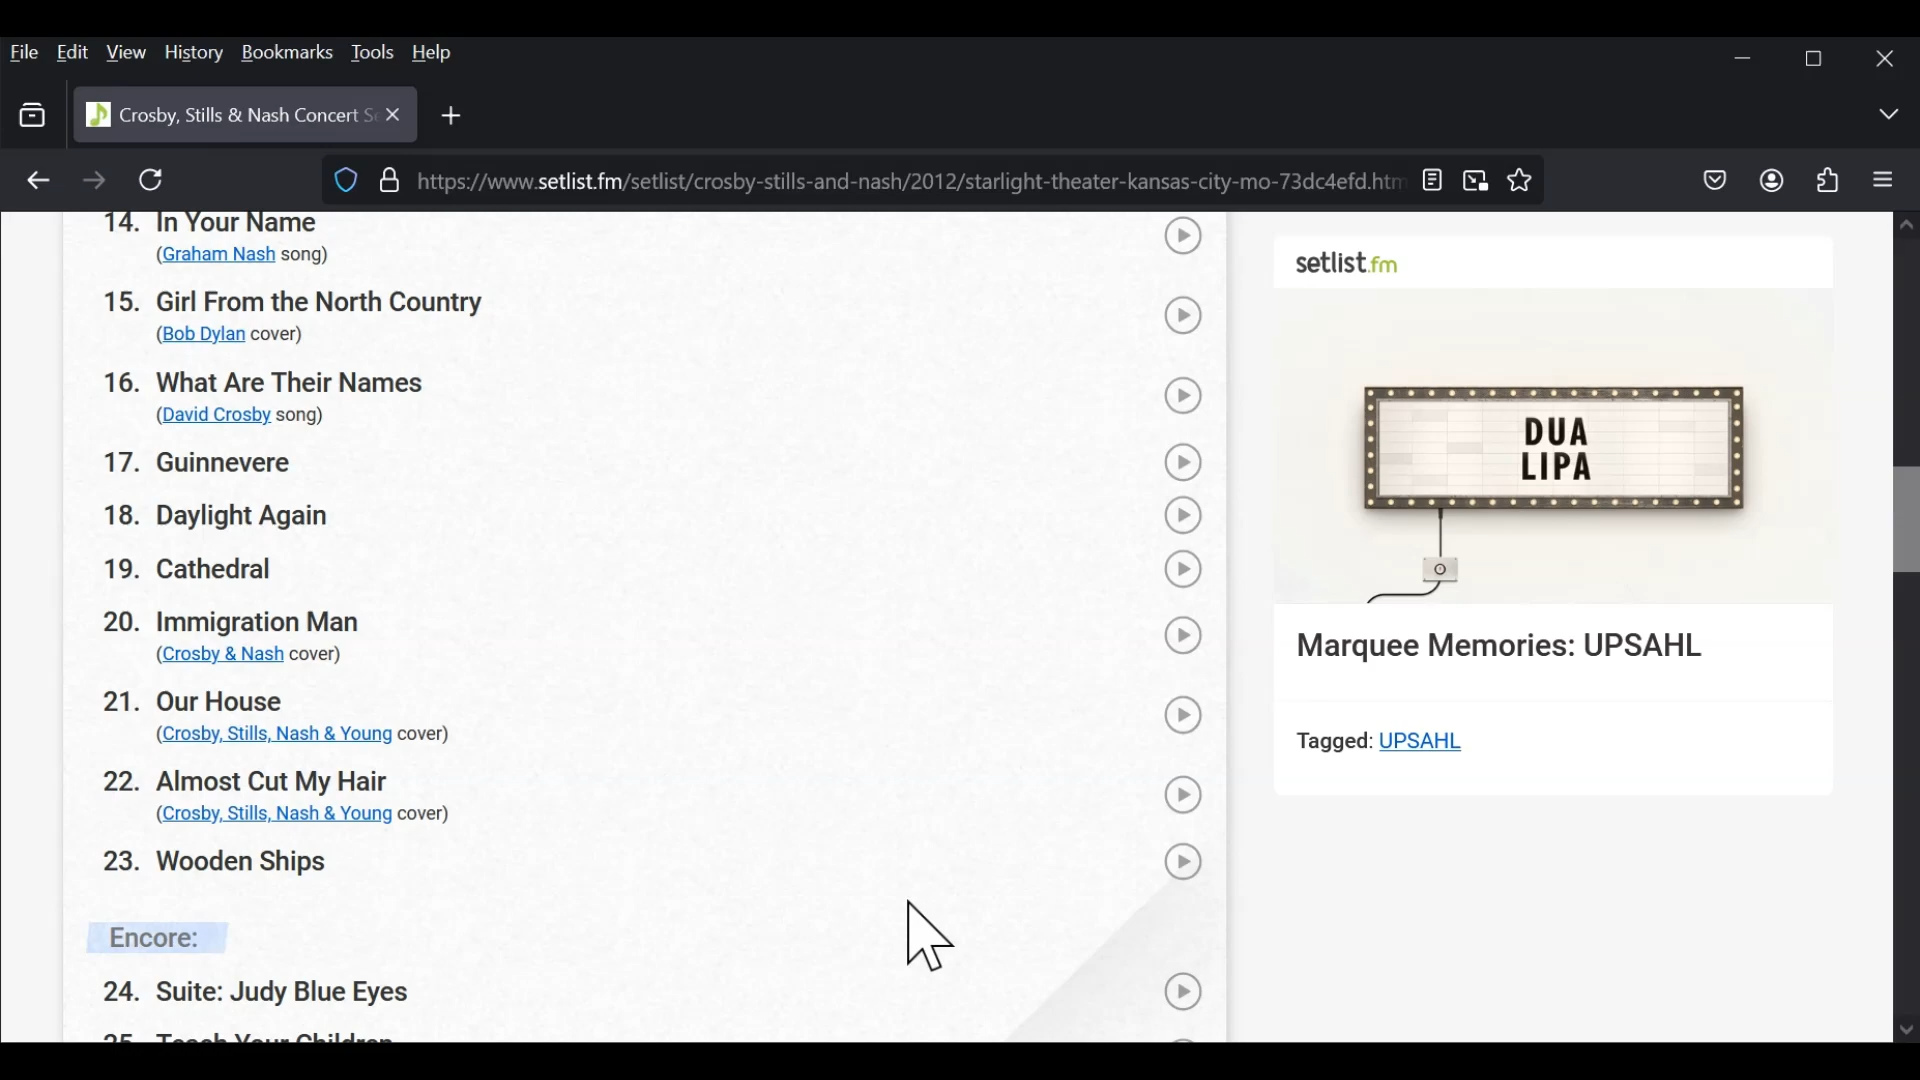 File Edit View History Bookmarks Tools Help
Crosby, Stills & Nash Concert Se
https://www.setlist.fm/setlist/crosby-stills-and-nash/2012/starlight-theater-kansas-city-mo-73dc4efd.htm
14. In Your Name
(Graham Nash song)
15. Girl From the North Country
(Bob Dylan cover)
16. What Are Their Names
(David Crosby song)
17. Guinnevere
18. Daylight Again
19. Cathedral
20. Immigration Man
(Crosby & Nash cover)
21. Our House
(Crosby, Stills, Nash & Young cover)
22. Almost Cut My Hair
(Crosby, Stills, Nash & Young cover)
23. Wooden Ships
Encore:
24. Suite: Judy Blue Eyes
25. Teach Your Children
setlist.fm
DUA
LIPA
Marquee Memories: UPSAHL
Tagged: UPSAHL